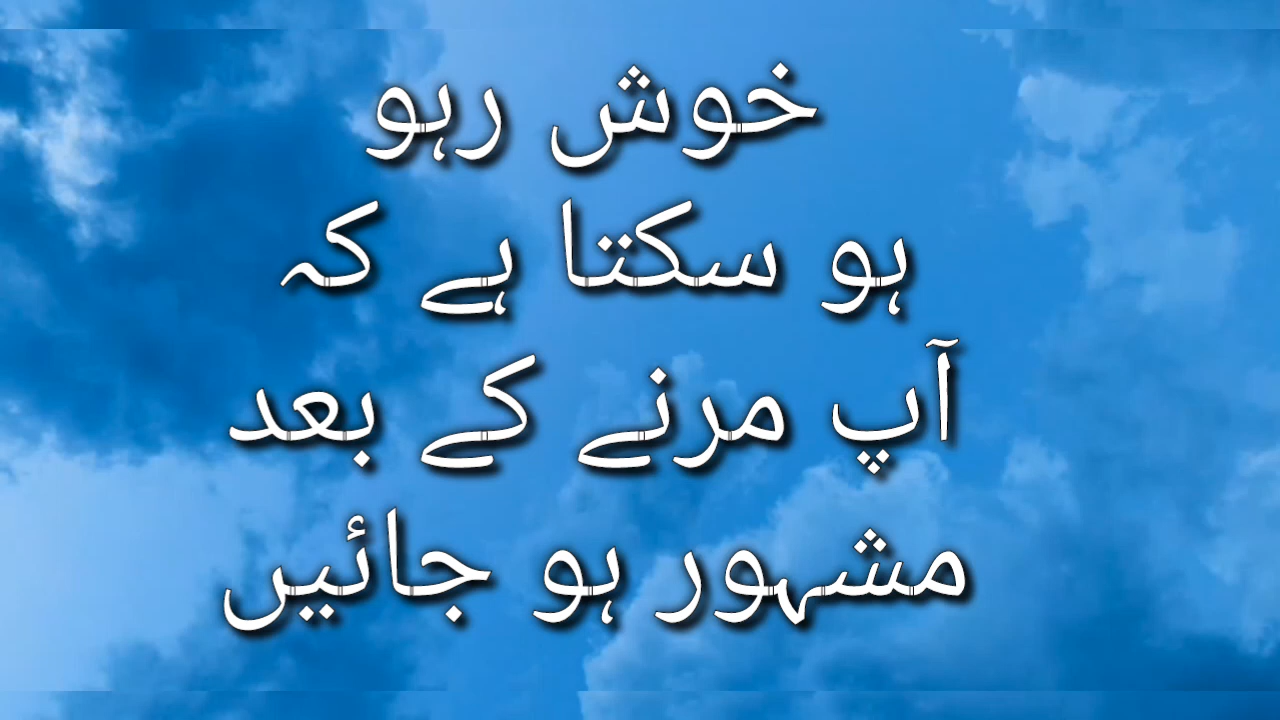 خوش رہو
ہو سکتا ہے کہ
آپ مرنے کے بعد
مشہور ہو جائیں